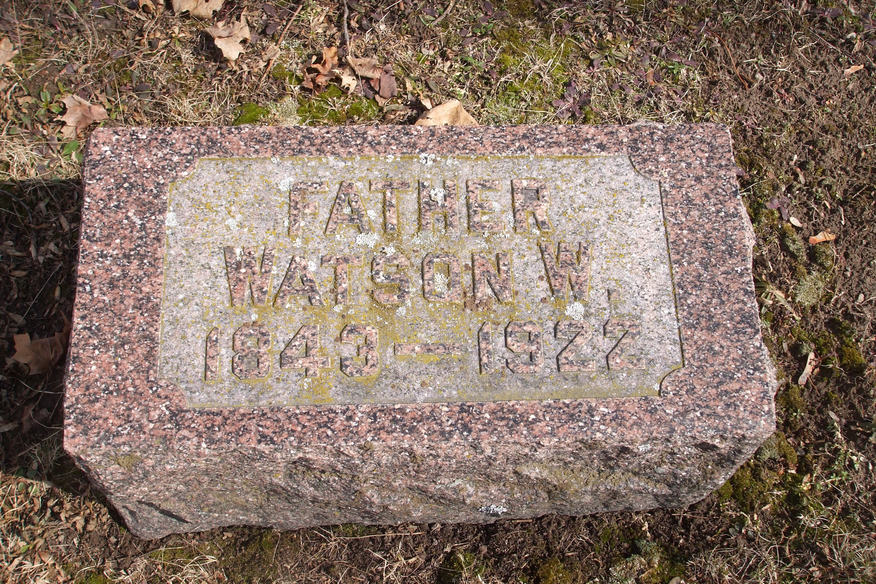 FATHER
WATSON W.
1843-1922